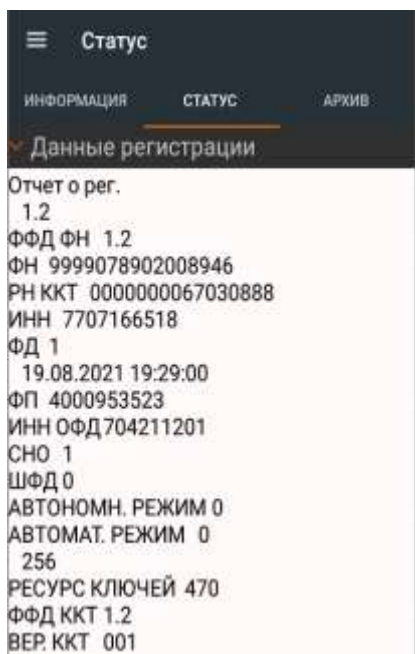 Статус
ИНФОРМАЦИЯ СТАТУС АРХИВ
Данные регистрации
Отчет о рег.
1.2
ФФД ФН 1.2
ФН 9999078902008946
РН ККТ 0000000067030888
ИНН 7707166518
ФД 1
19.08.2021 19:29:00
ФП 4000953523
ИНН ОФД 704211201
СНО 1
ШФД 0
АВТОНОМН. РЕЖИМ 0
АВТОМАТ. РЕЖИМ 0
256
РЕСУРС КЛЮЧЕЙ 470
ФФД ККТ 1.2
ВЕР. ККТ 001